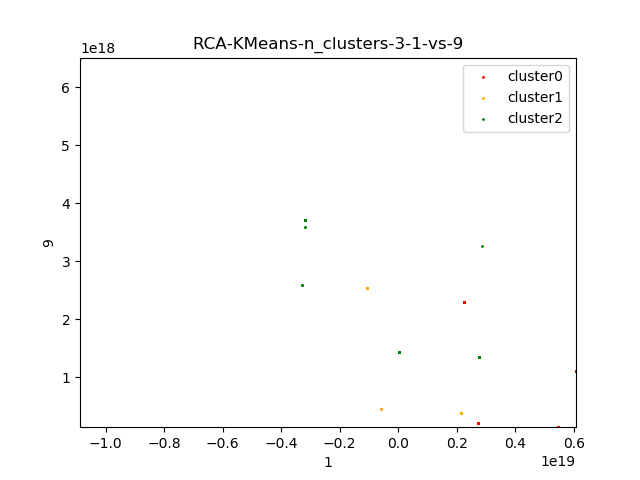 RCA-KMeans-n_clusters-3-1-vs-9
1e18
cluster0
cluster1
cluster2
6
5
4
3
2
1
9
−1.0 −0.8 −0.6 −0.4 −0.2 0.0 0.2 0.4 0.6
1
1e19